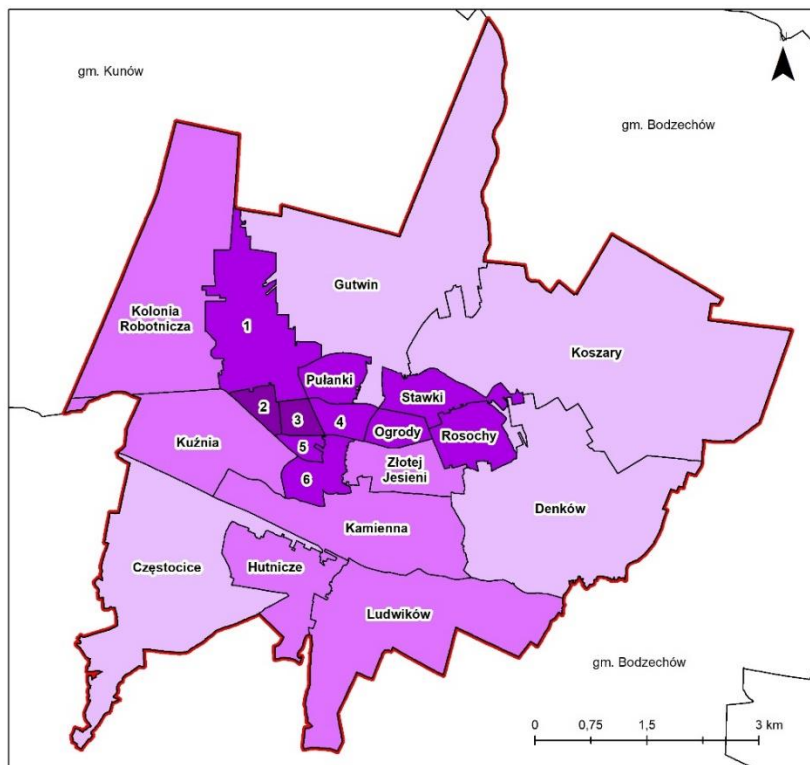 gm. Kunów
gm. Bodzechów
Gutwin
Kolonia
Robotnicza
1
Koszary
Pułanki
Stawki
2
3
4
Ogrody
Rosochy
Kuźnia
5
Złotej
Jesieni
6
Kamienna
Denków
Częstocice
Hutnicze
Ludwików
gm. Bodzechów
0 0,75 1,5 3 km